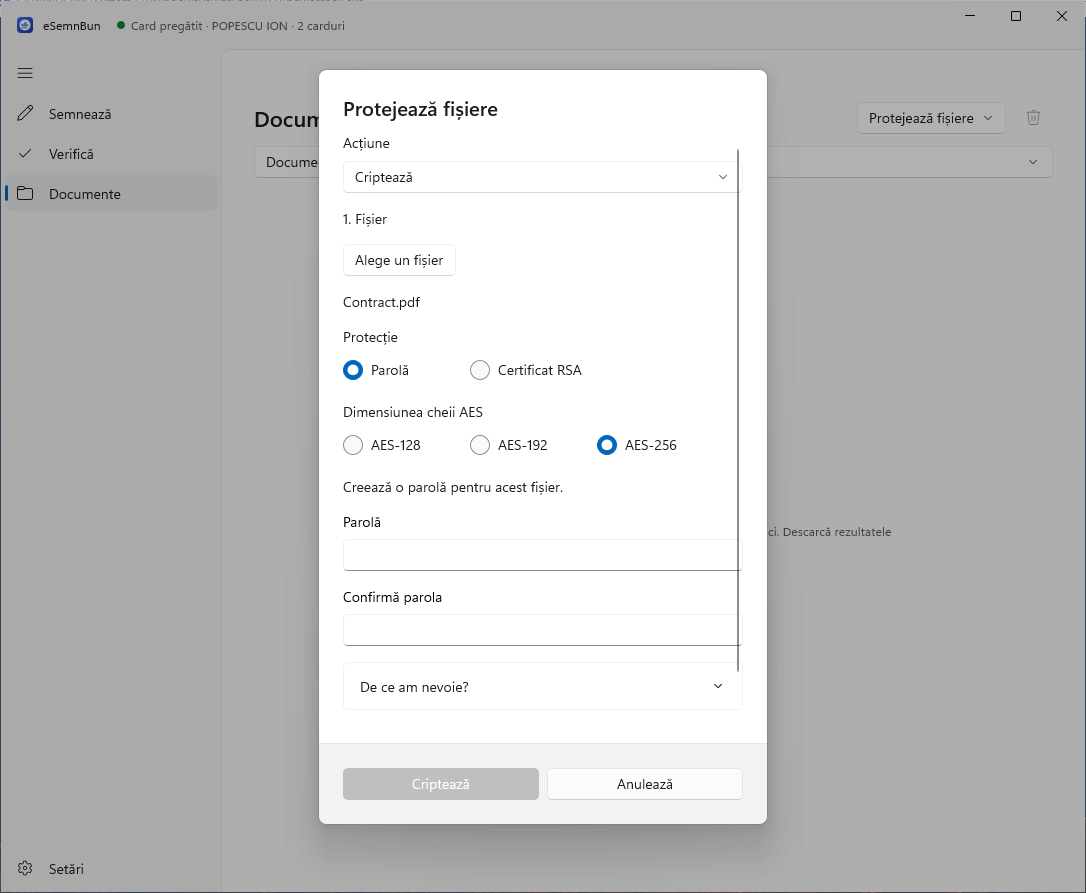 eSemnBun
Card pregătit · POPESCU ION · 2 carduri
Semnează
Verifică
Documente
Setări
Docum
Protejează fișiere
Docume
ci. Descarcă rezultatele
Protejează fișiere
Acțiune
Criptează
1. Fișier
Alege un fișier
Contract.pdf
Protecție
Parolă
Certificat RSA
Dimensiunea cheii AES
AES-128
AES-192
AES-256
Creează o parolă pentru acest fișier.
Parolă
Confirmă parola
De ce am nevoie?
Criptează
Anulează